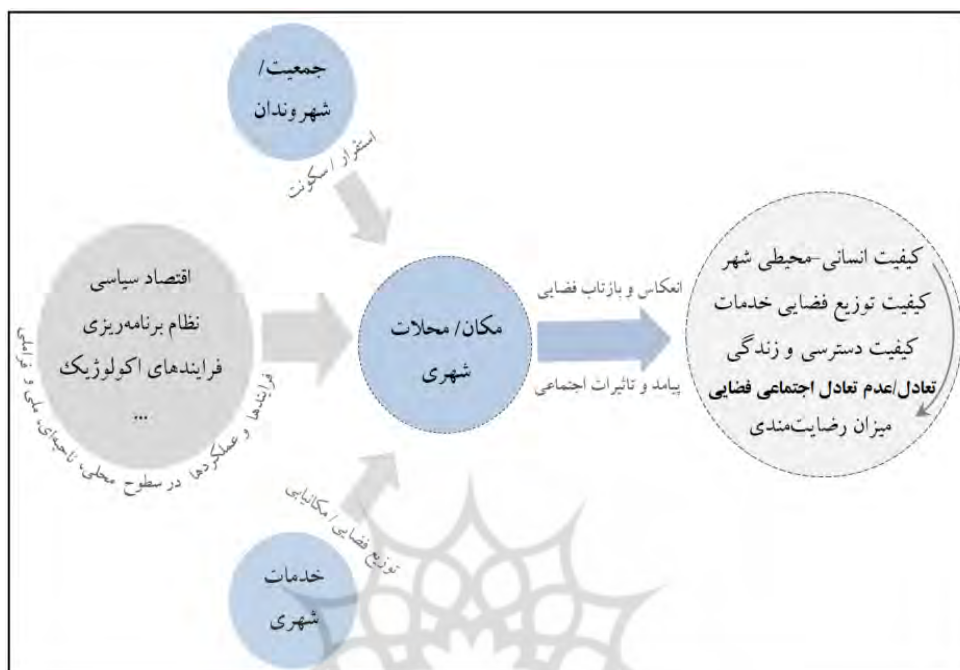 جمعیت/
شهروندان
استقرار / سکونت
اقتصاد سیاسی
نظام برنامه‌ریزی
فرایندهای اکولوژیک
...
فرایندها و عملکردها در سطوح محلی، ناحیه‌ای، ملی و فراملی
مکان/ محلات
شهری
انعکاس و بازتاب فضایی
پیامد و تاثیرات اجتماعی
کیفیت انسانی-محیطی شهر
کیفیت توزیع فضایی خدمات
کیفیت دسترسی و زندگی
تعادل/عدم تعادل اجتماعی فضایی
میزان رضایت‌مندی
توزیع فضایی/ مکانیابی
خدمات
شهری